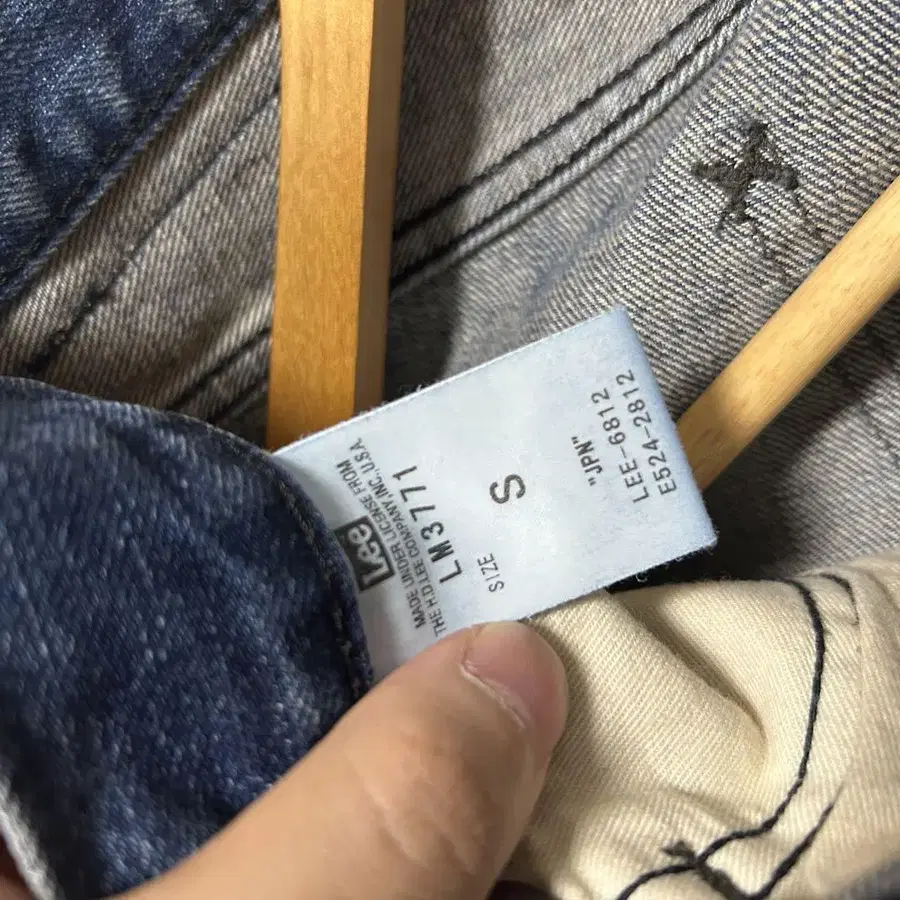 Lee
MADE UNDER LICENSE FROM
THE H.D. LEE COMPANY, INC., U.S.A.
LM3771
SIZE
S
"JPN"
LEE-6812
E524-2812